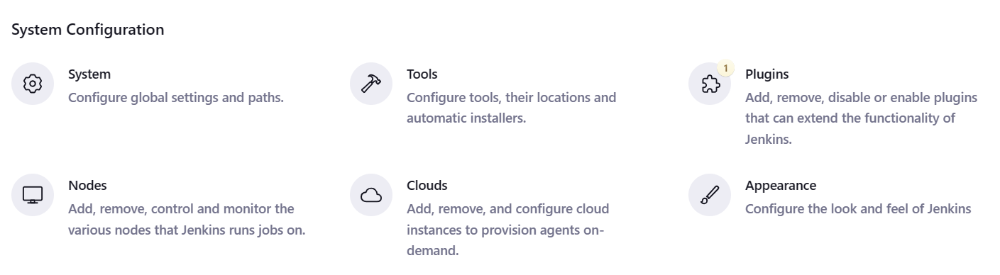 System Configuration
System
Configure global settings and paths.
Tools
Configure tools, their locations and
automatic installers.
1
Plugins
Add, remove, disable or enable plugins
that can extend the functionality of
Jenkins.
Nodes
Add, remove, control and monitor the
various nodes that Jenkins runs jobs on.
Clouds
Add, remove, and configure cloud
instances to provision agents on-
demand.
Appearance
Configure the look and feel of Jenkins